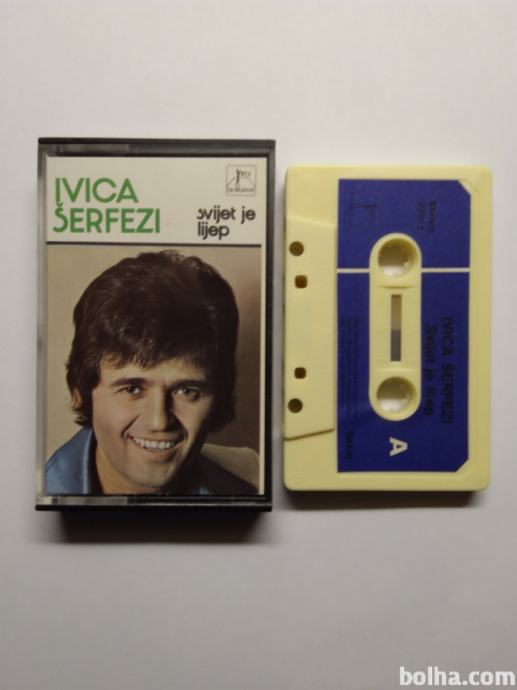 IVICA
ŠERFEZI
svijet je
lijep
IVICA ŠERFEZI
Svijet je lijep
A
bolha.com